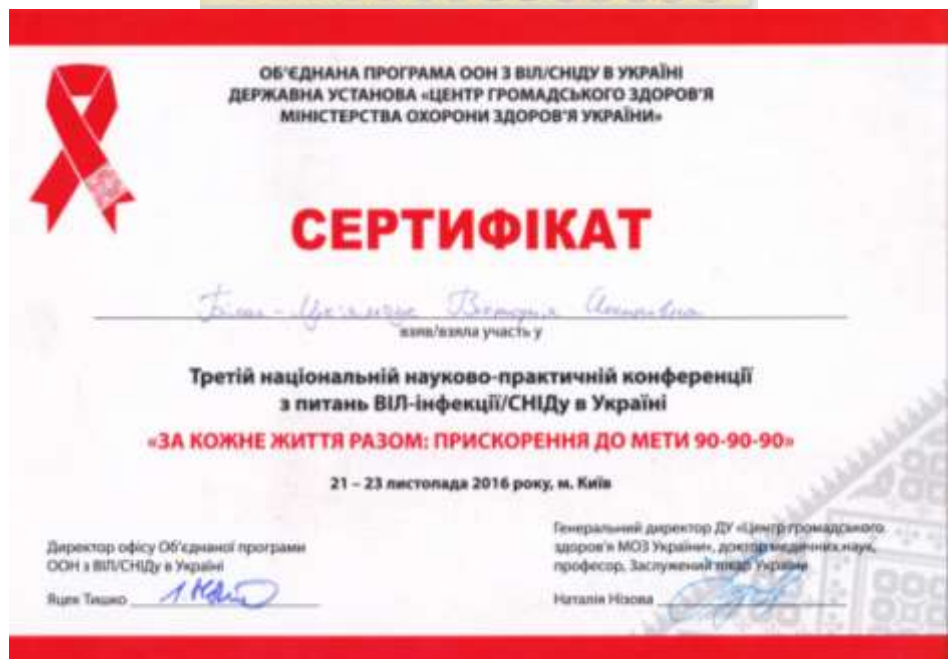 ОБ'ЄДНАНА ПРОГРАМА ООН З ВІЛ/СНІДУ В УКРАЇНІ
ДЕРЖАВНА УСТАНОВА «ЦЕНТР ГРОМАДСЬКОГО ЗДОРОВ'Я
МІНІСТЕРСТВА ОХОРОНИ ЗДОРОВ'Я УКРАЇНИ»
СЕРТИФІКАТ
взяв/взяла участь у
Третій національній науково-практичній конференції
з питань ВІЛ-інфекції/СНІДу в Україні
«ЗА КОЖНЕ ЖИТТЯ РАЗОМ: ПРИСКОРЕННЯ ДО МЕТИ 90-90-90»
21 – 23 листопада 2016 року, м. Київ
Директор офісу Об'єднаної програми
ООН з ВІЛ/СНІДу в Україні
Яцек Тишко
Генеральний директор ДУ «Центр громадського
здоров'я МОЗ України», доктор медичних наук,
професор, Заслужений лікар України
Наталія Нізова